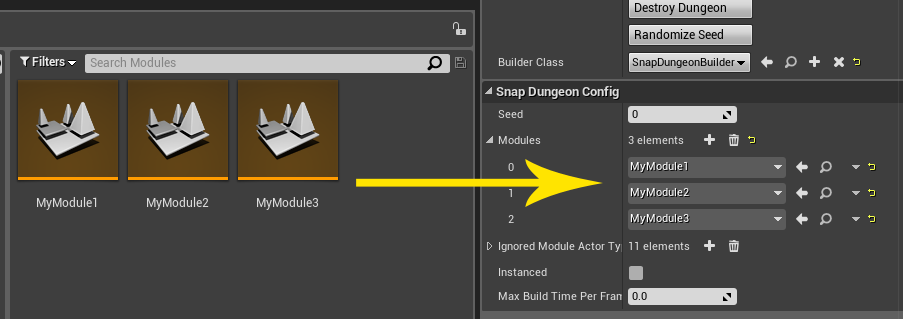 Filters
Search Modules
MyModule1
MyModule2
MyModule3
Destroy Dungeon
Randomize Seed
Builder Class
SnapDungeonBuilder
Snap Dungeon Config
Seed
0
Modules
3 elements
0
MyModule1
1
MyModule2
2
MyModule3
Ignored Module Actor Ty
11 elements
Instanced
Max Build Time Per Fram
0.0